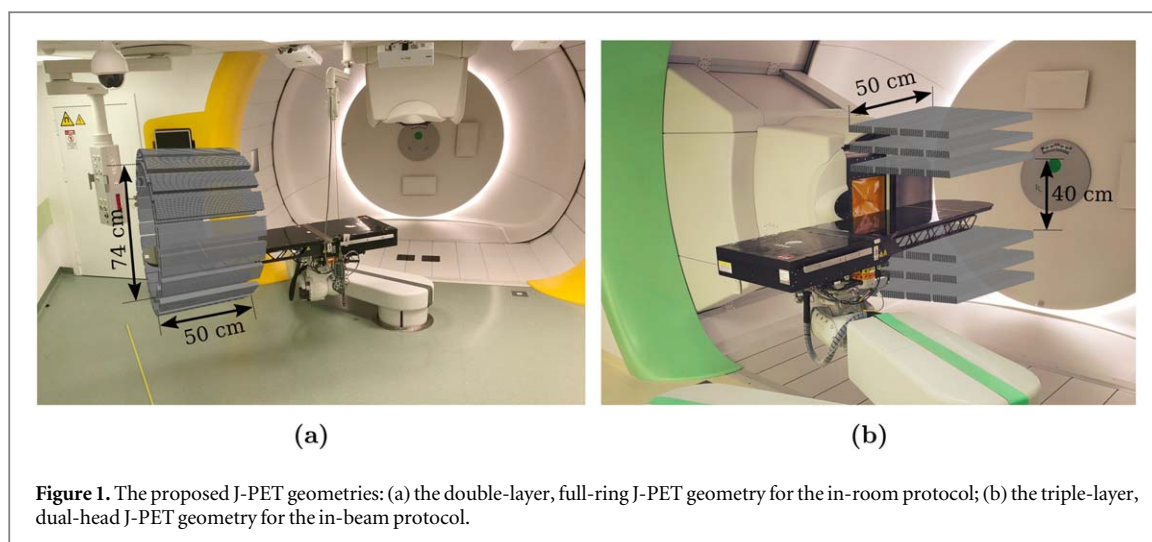 74 cm
50 cm
50 cm
40 cm
(a)
(b)
Figure 1. The proposed J-PET geometries: (a) the double-layer, full-ring J-PET geometry for the in-room protocol; (b) the triple-layer,
dual-head J-PET geometry for the in-beam protocol.